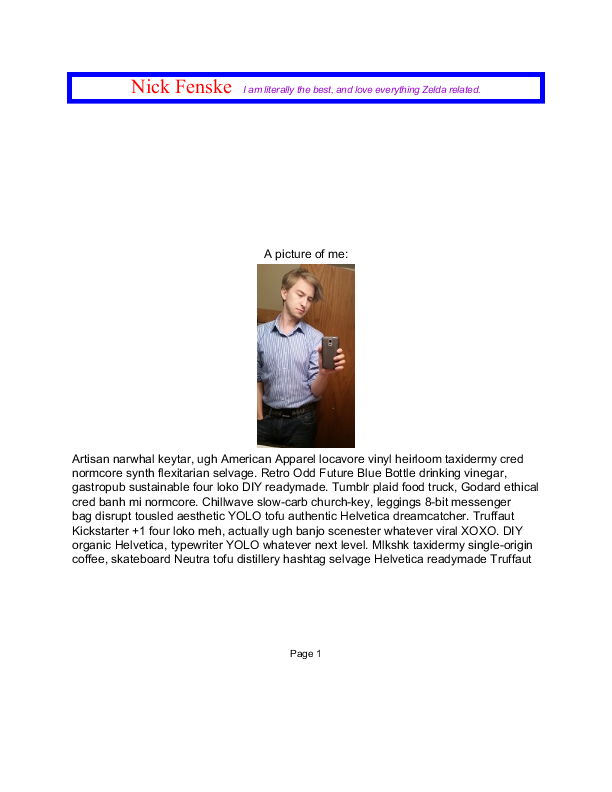 Nick Fenske I am literally the best, and love everything Zelda related.
A picture of me:
Artisan narwhal keytar, ugh American Apparel locavore vinyl heirloom taxidermy cred
normcore synth flexitarian selvage. Retro Odd Future Blue Bottle drinking vinegar,
gastropub sustainable four loko DIY readymade. Tumblr plaid food truck, Godard ethical
cred banh mi normcore. Chillwave slow-carb church-key, leggings 8-bit messenger
bag disrupt tousled aesthetic YOLO tofu authentic Helvetica dreamcatcher. Truffaut
Kickstarter +1 four loko meh, actually ugh banjo scenester whatever viral XOXO. DIY
organic Helvetica, typewriter YOLO whatever next level. Mlkshk taxidermy single-origin
coffee, skateboard Neutra tofu distillery hashtag selvage Helvetica readymade Truffaut
Page 1